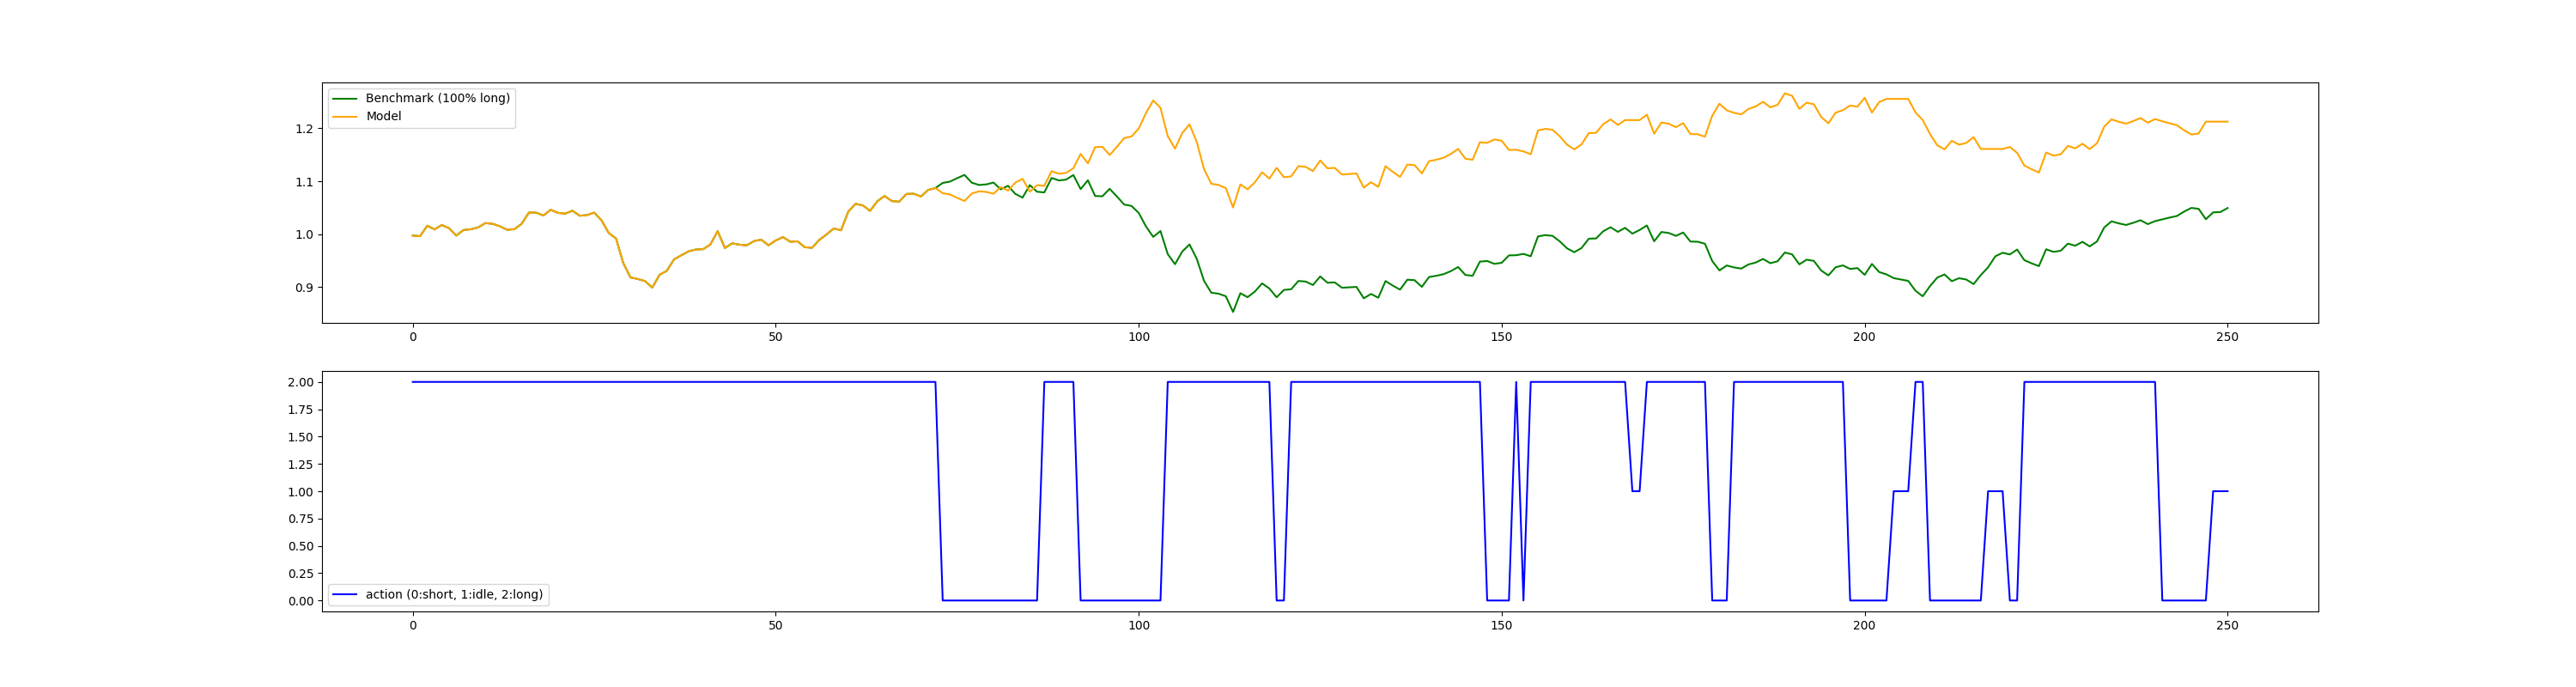 Benchmark (100% long)
Model
1.2
1.1
1.0
0.9
0 50 100 150 200 250
2.00
1.75
1.50
1.25
1.00
0.75
0.50
0.25
0.00
action (0:short, 1:idle, 2:long)
0 50 100 150 200 250